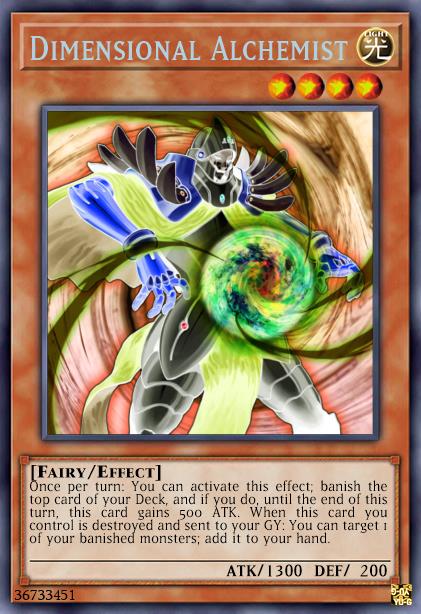 Dimensional Alchemist
LIGHT
光
[Fairy/Effect]
Once per turn: You can activate this effect; banish the
top card of your Deck, and if you do, until the end of this
turn, this card gains 500 ATK. When this card you
control is destroyed and sent to your GY: You can target 1
of your banished monsters; add it to your hand.
ATK/1300 DEF/ 200
36733451